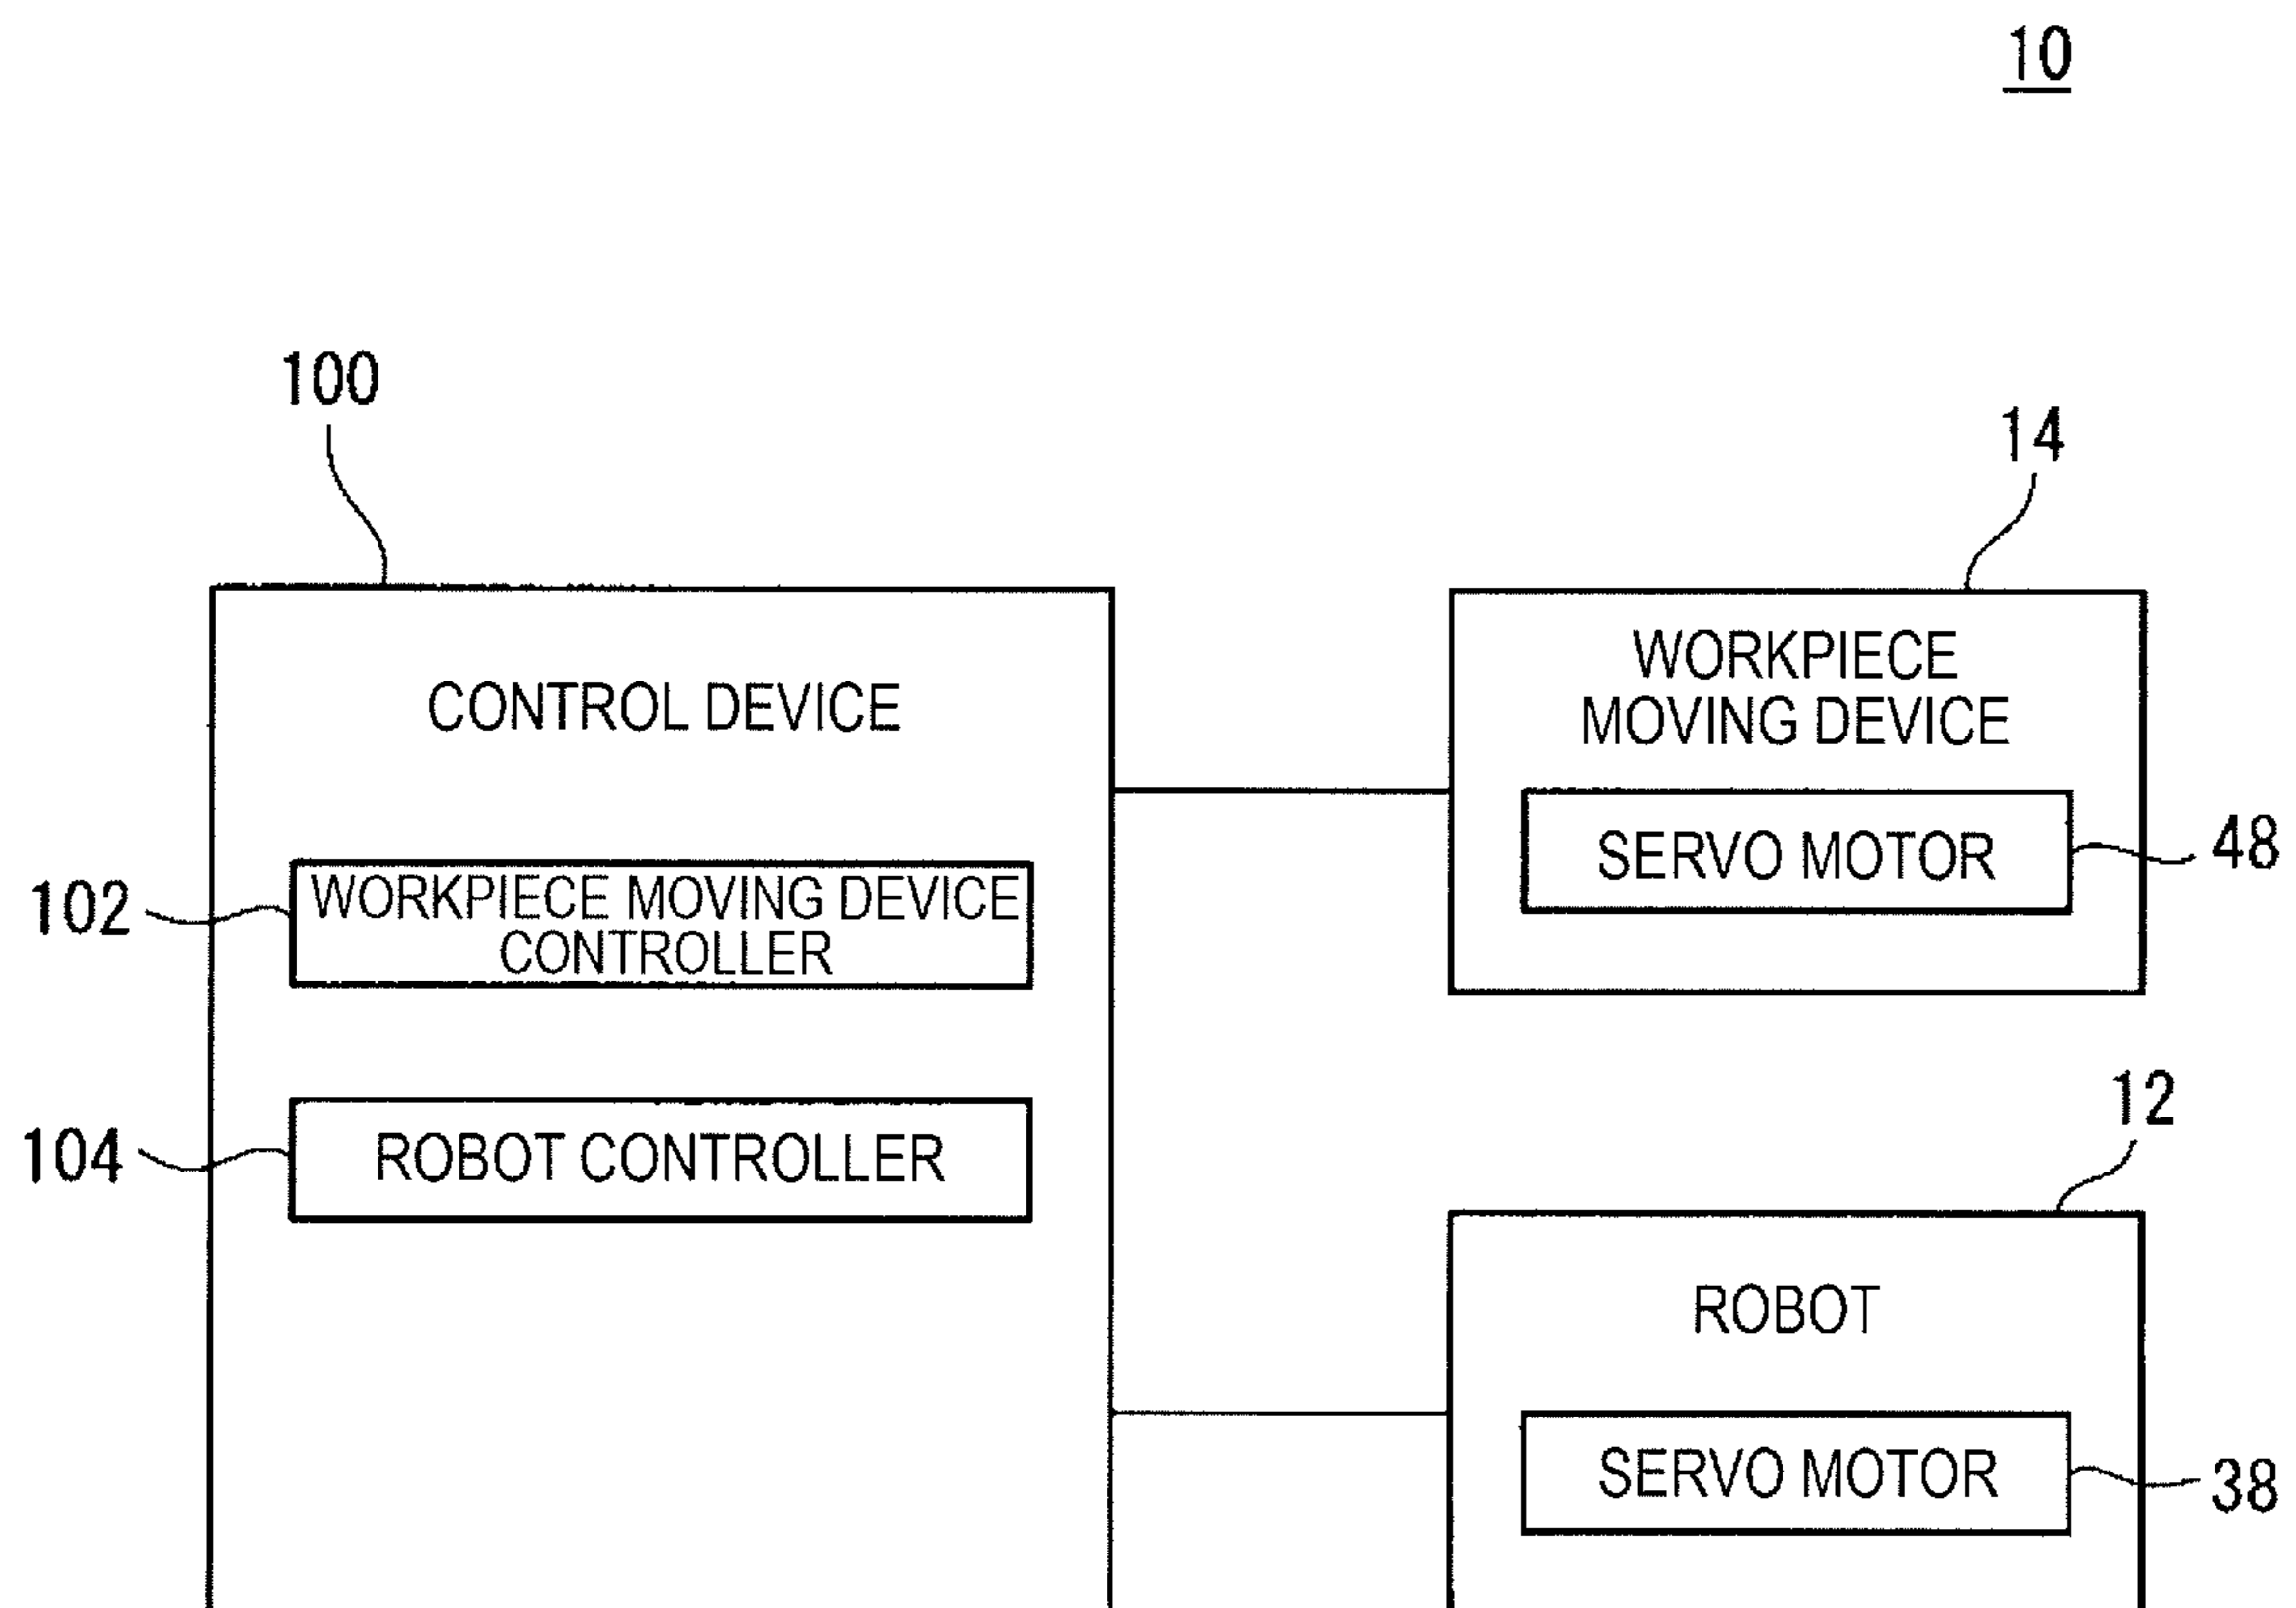 10
100
14
CONTROL DEVICE
WORKPIECE
MOVING DEVICE
SERVO MOTOR
48
102
WORKPIECE MOVING DEVICE
CONTROLLER
12
104
ROBOT CONTROLLER
ROBOT
SERVO MOTOR
38